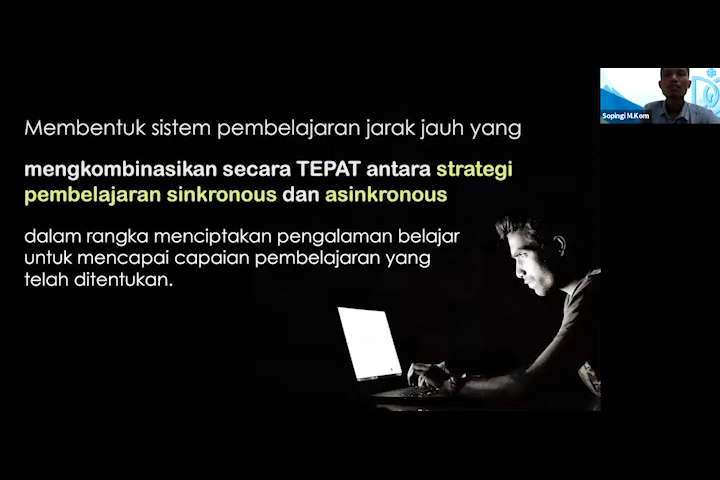 Membentuk sistem pembelajaran jarak jauh yang
mengkombinasikan secara TEPAT antara strategi
pembelajaran sinkronous dan asinkronous
dalam rangka menciptakan pengalaman belajar
untuk mencapai capaian pembelajaran yang
telah ditentukan.
Sopingi M.Kom